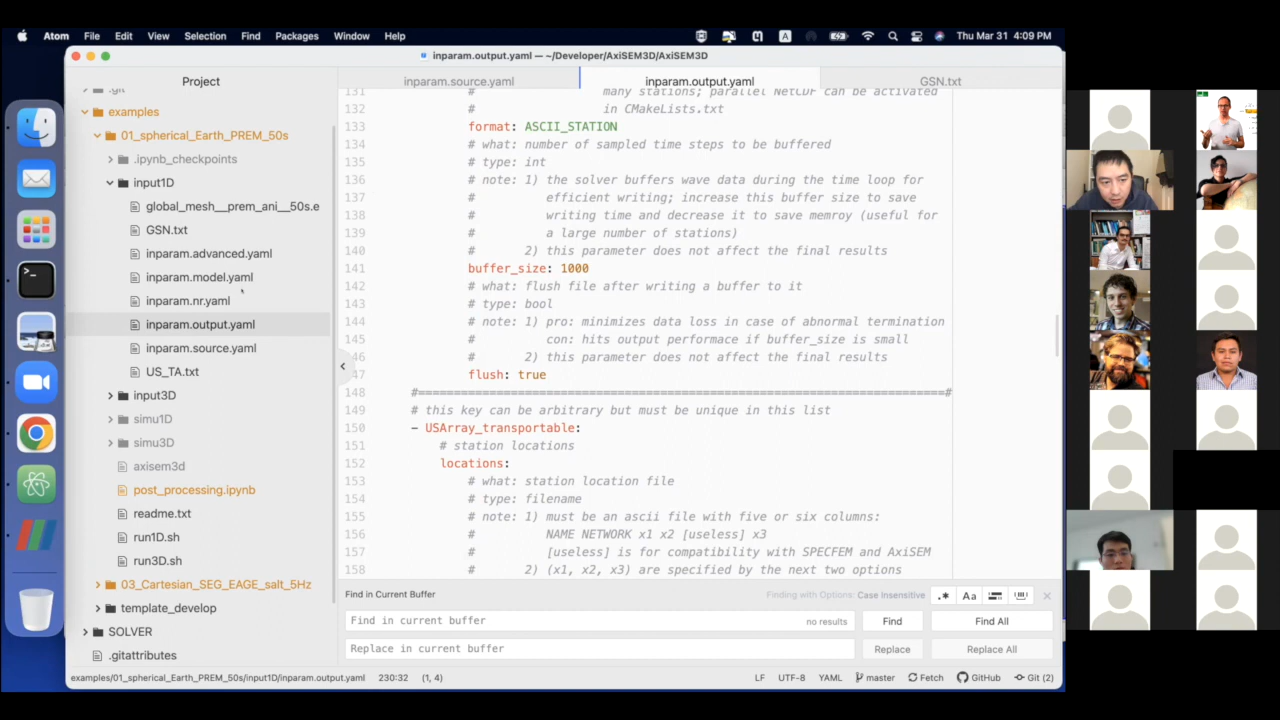 Atom File Edit View Selection Find Packages Window Help
A
Thu Mar 31 4:09 PM
inparam.output.yaml — ~/Developer/AxiSEM3D/AxiSEM3D
Project
inparam.source.yaml
inparam.output.yaml
GSN.txt
.git
examples
01_spherical_Earth_PREM_50s
.ipynb_checkpoints
input1D
global_mesh__prem_ani__50s.e
GSN.txt
inparam.advanced.yaml
inparam.model.yaml
inparam.nr.yaml
inparam.output.yaml
inparam.source.yaml
US_TA.txt
input3D
simu1D
simu3D
axisem3d
post_processing.ipynb
readme.txt
run1D.sh
run3D.sh
03_Cartesian_SEG_EAGE_salt_5Hz
template_develop
SOLVER
.gitattributes
131 # many stations; parallel NetCDF can be activated
132 # in CMakeLists.txt
133 format: ASCII_STATION
134 # what: number of sampled time steps to be buffered
135 # type: int
136 # note: 1) the solver buffers wave data during the time loop for
137 # efficient writing; increase this buffer size to save
138 # writing time and decrease it to save memroy (useful for
139 # a large number of stations)
140 # 2) this parameter does not affect the final results
141 buffer_size: 1000
142 # what: flush file after writing a buffer to it
143 # type: bool
144 # note: 1) pro: minimizes data loss in case of abnormal termination
145 # con: hits output performace if buffer_size is small
46 # 2) this parameter does not affect the final results
47 flush: true
148 #==========================================================================#
149 # this key can be arbitrary but must be unique in this list
150 - USArray_transportable:
151 # station locations
152 locations:
153 # what: station location file
154 # type: filename
155 # note: 1) must be an ascii file with five or six columns:
156 # NAME NETWORK x1 x2 [useless] x3
157 # [useless] is for compatibility with SPECFEM and AxiSEM
158 # 2) (x1, x2, x3) are specified by the next two options
Find in Current Buffer
Finding with Options: Case Insensitive
.* Aa
Find in current buffer
no results
Find
Find All
Replace in current buffer
Replace
Replace All
examples/01_spherical_Earth_PREM_50s/input1D/inparam.output.yaml 230:32 (1, 4)
LF UTF-8 YAML master Fetch GitHub Git (2)